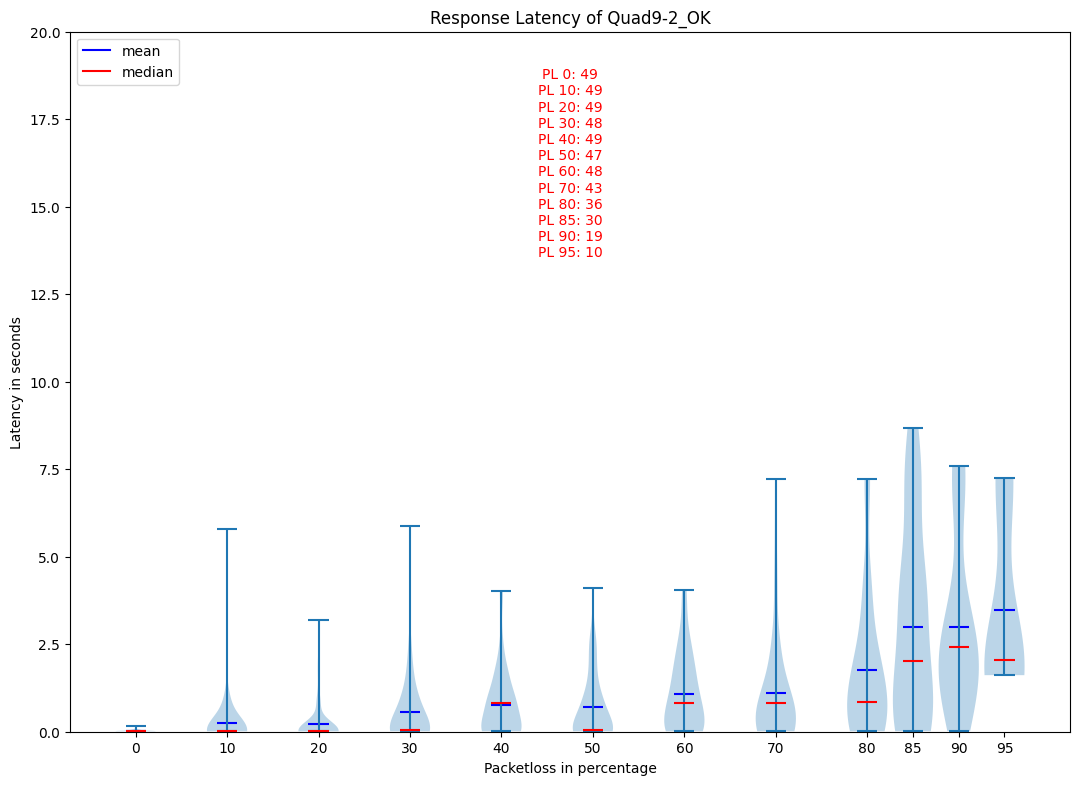 Response Latency of Quad9-2_OK
20.0
17.5
15.0
12.5
10.0
7.5
5.0
2.5
0.0
Latency in seconds
mean
median
PL 0: 49
PL 10: 49
PL 20: 49
PL 30: 48
PL 40: 49
PL 50: 47
PL 60: 48
PL 70: 43
PL 80: 36
PL 85: 30
PL 90: 19
PL 95: 10
0 10 20 30 40 50 60 70 80 85 90 95
Packetloss in percentage